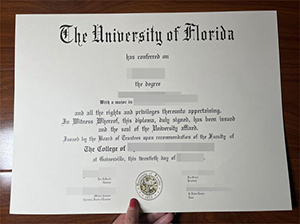 The University of Florida
has conferred on
the degree
With a major in
and all the rights and privileges thereunto appertaining.
In Witness Whereof, this diploma, duly signed, has been issued
and the seal of the University affixed.
Issued by the Board of Trustees upon recommendation of the Faculty of
The College of
at Gainesville, this twentieth day of